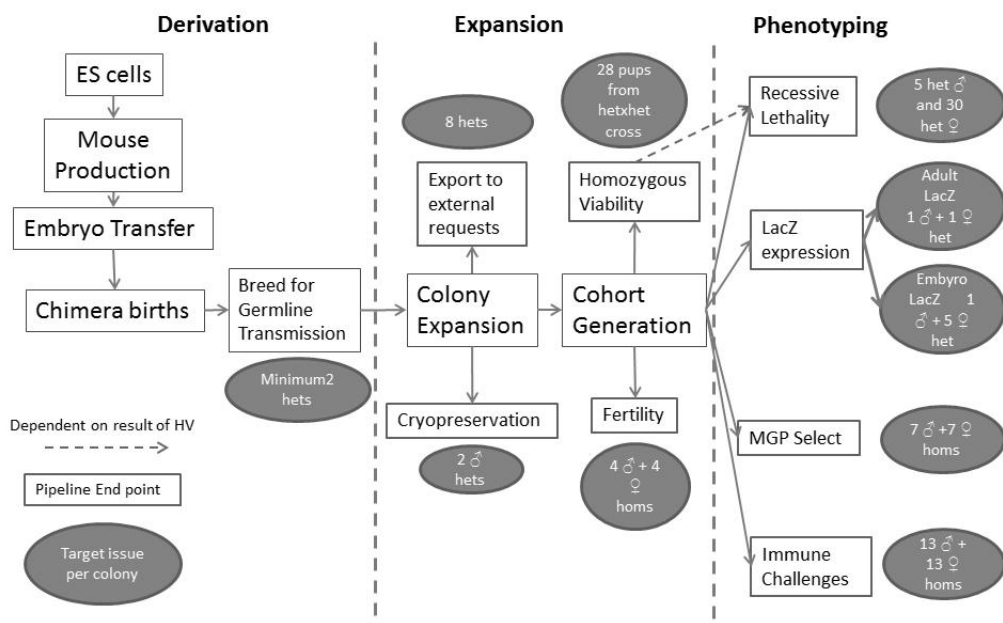 Derivation
Expansion
Phenotyping
ES cells
Mouse
Production
Embryo Transfer
Chimera births
Breed for
Germline
Transmission
Minimum2
hets
Dependent on result of HV
Pipeline End point
Target issue
per colony
8 hets
Export to
external
requests
Colony
Expansion
Cryopreservation
2 ♂
hets
28 pups
from
hetxhet
cross
Homozygous
Viability
Cohort
Generation
Fertility
4 ♂ + 4
♀
homs
Recessive
Lethality
5 het ♂
and 30
het ♀
LacZ
expression
Adult
LacZ
1 ♂ + 1 ♀
het
Embyro
LacZ 1
♂ + 5 ♀
het
MGP Select
7 ♂ +7 ♀
homs
Immune
Challenges
13 ♂ +
13 ♀
homs